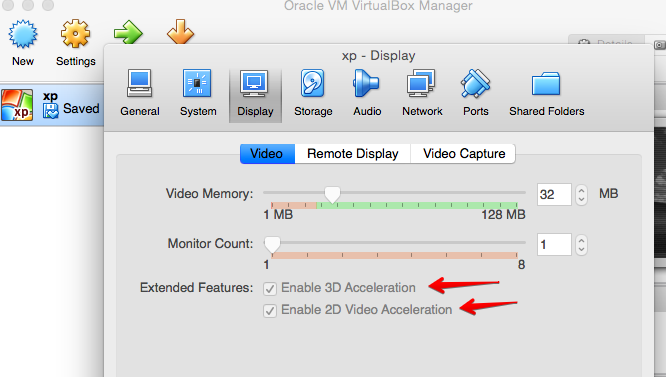 Oracle VM VirtualBox Manager
New
Settings
Details
xp - Display
xp
xp
Saved
General
System
Display
Storage
Audio
Network
Ports
Shared Folders
Video
Remote Display
Video Capture
Video Memory:
32
MB
1 MB
128 MB
Monitor Count:
1
1
8
Extended Features:
Enable 3D Acceleration
Enable 2D Video Acceleration